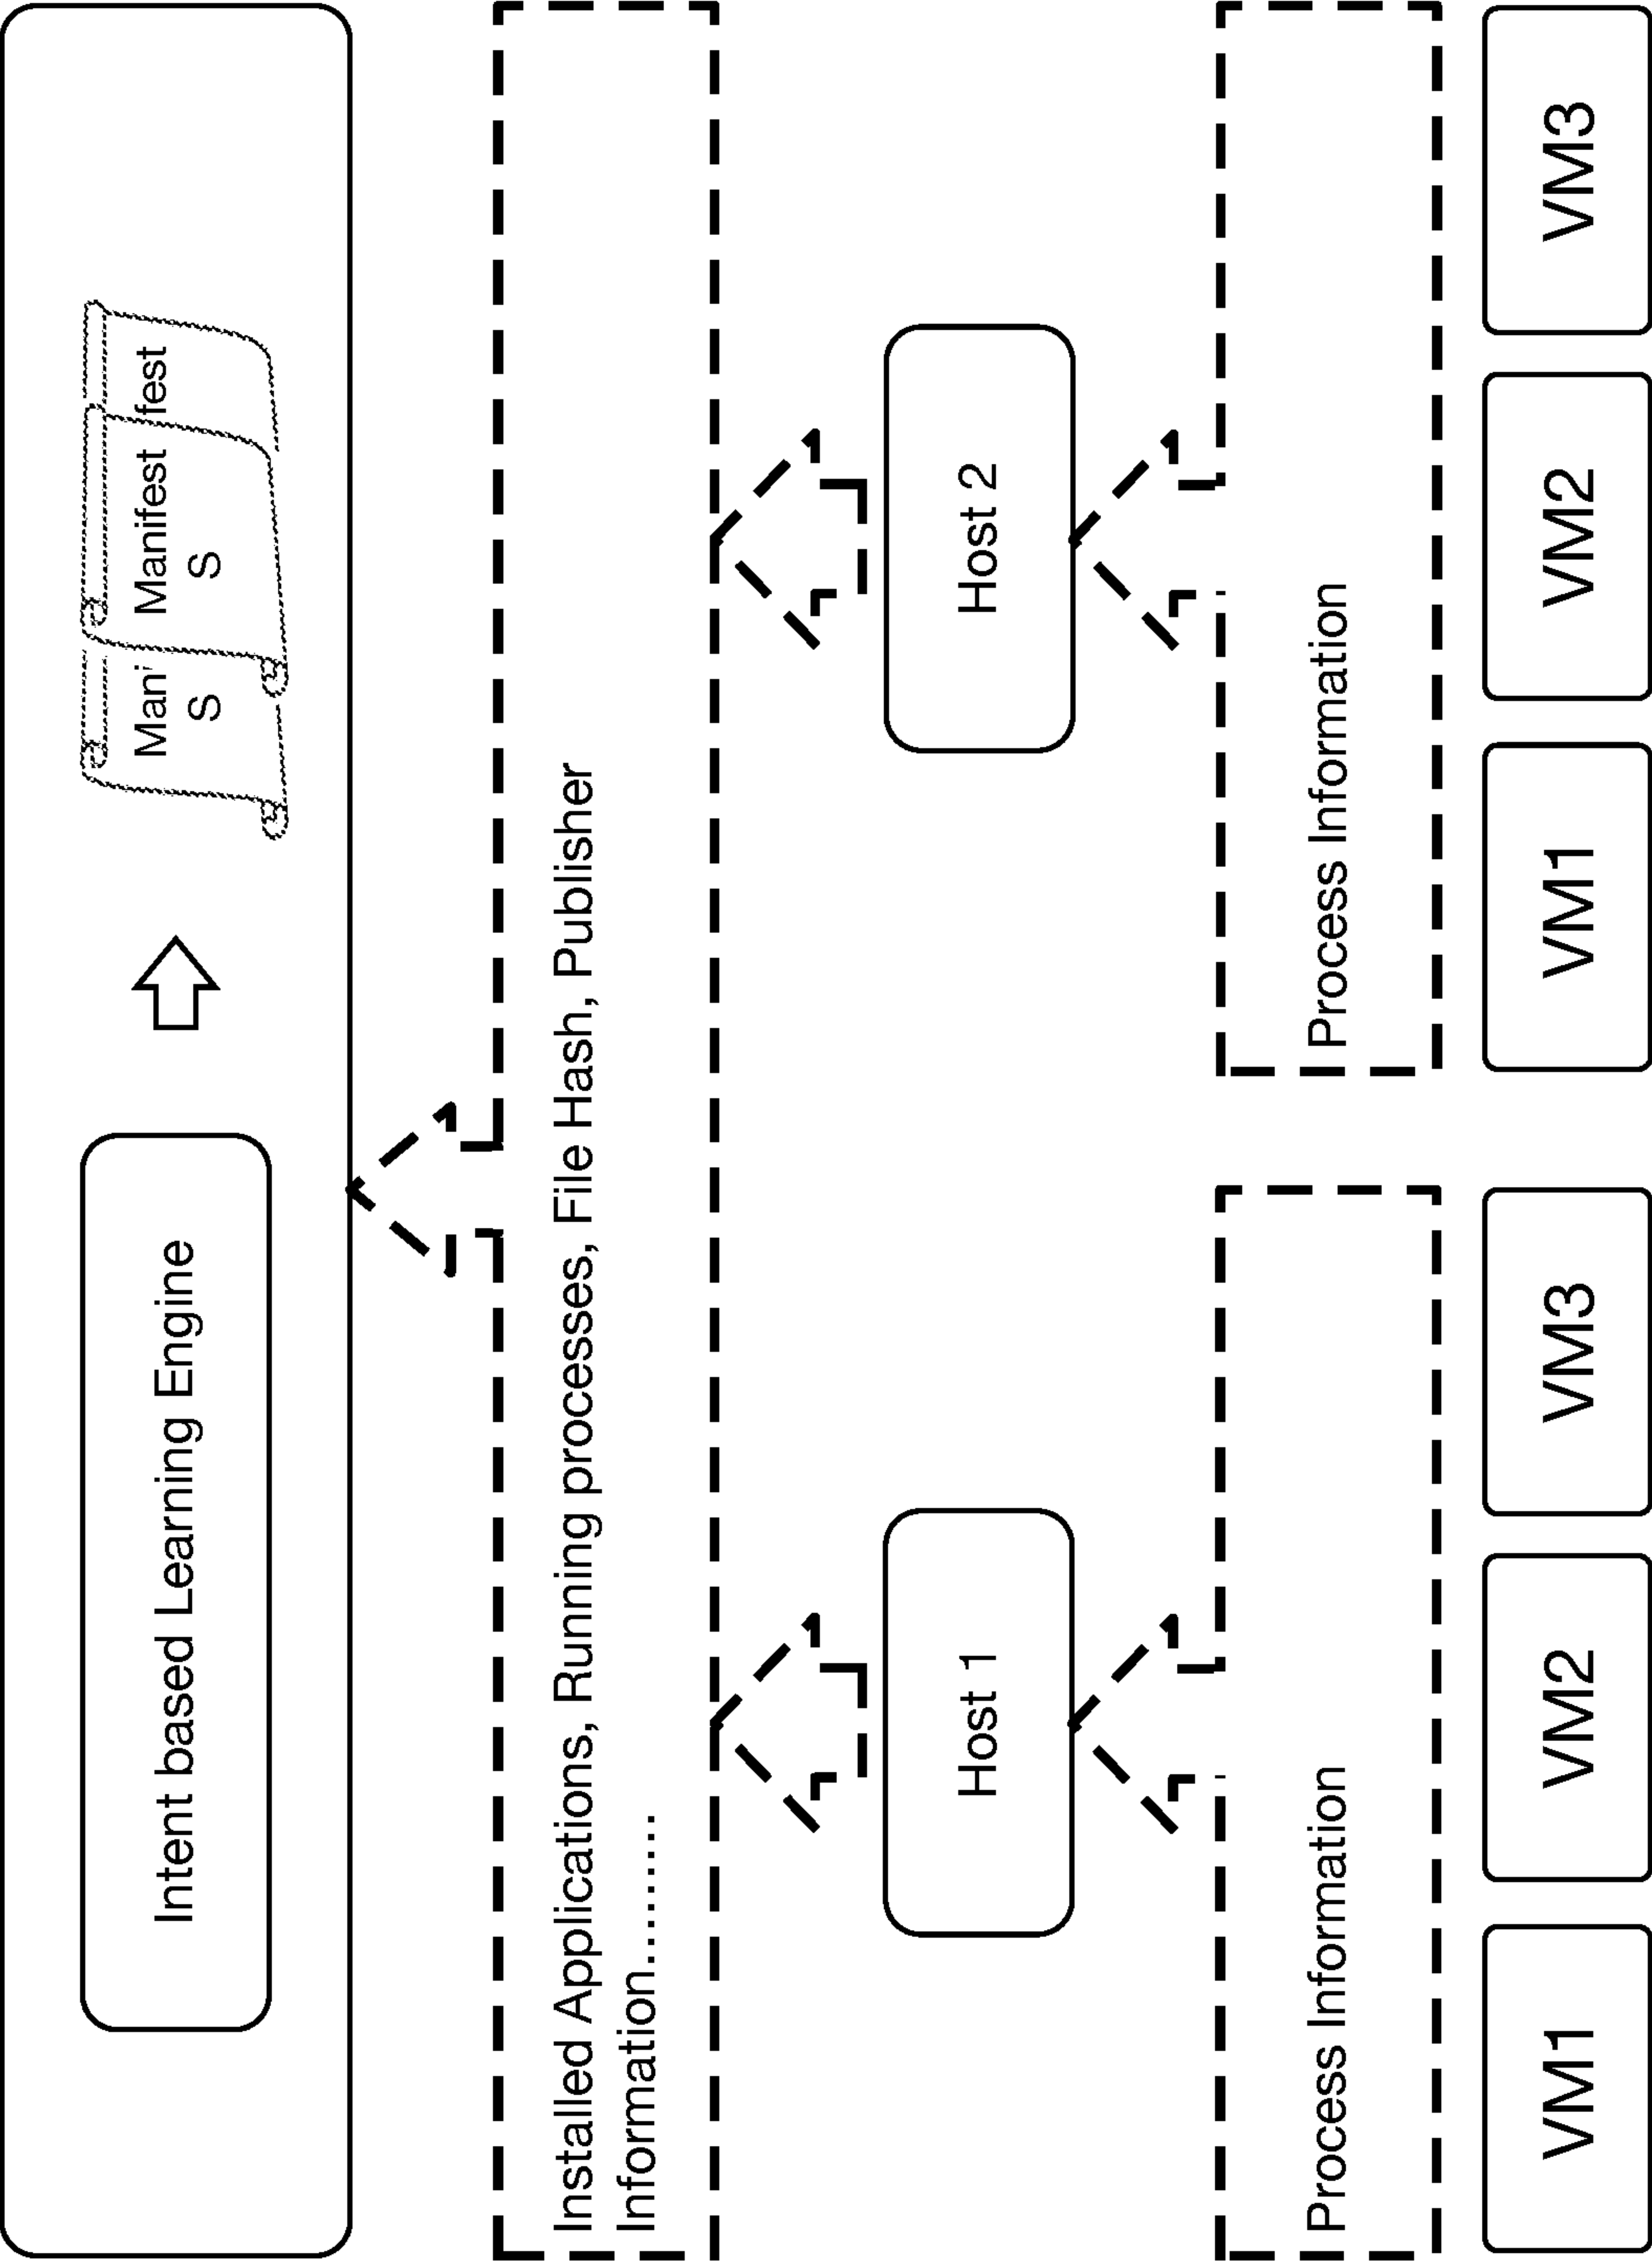 Intent based Learning Engine
Mani
S
Manifest
S
fest
Installed Applications, Running processes, File Hash, Publisher
Information..........
Host 1
Host 2
Process Information
Process Information
VM1
VM2
VM3
VM1
VM2
VM3